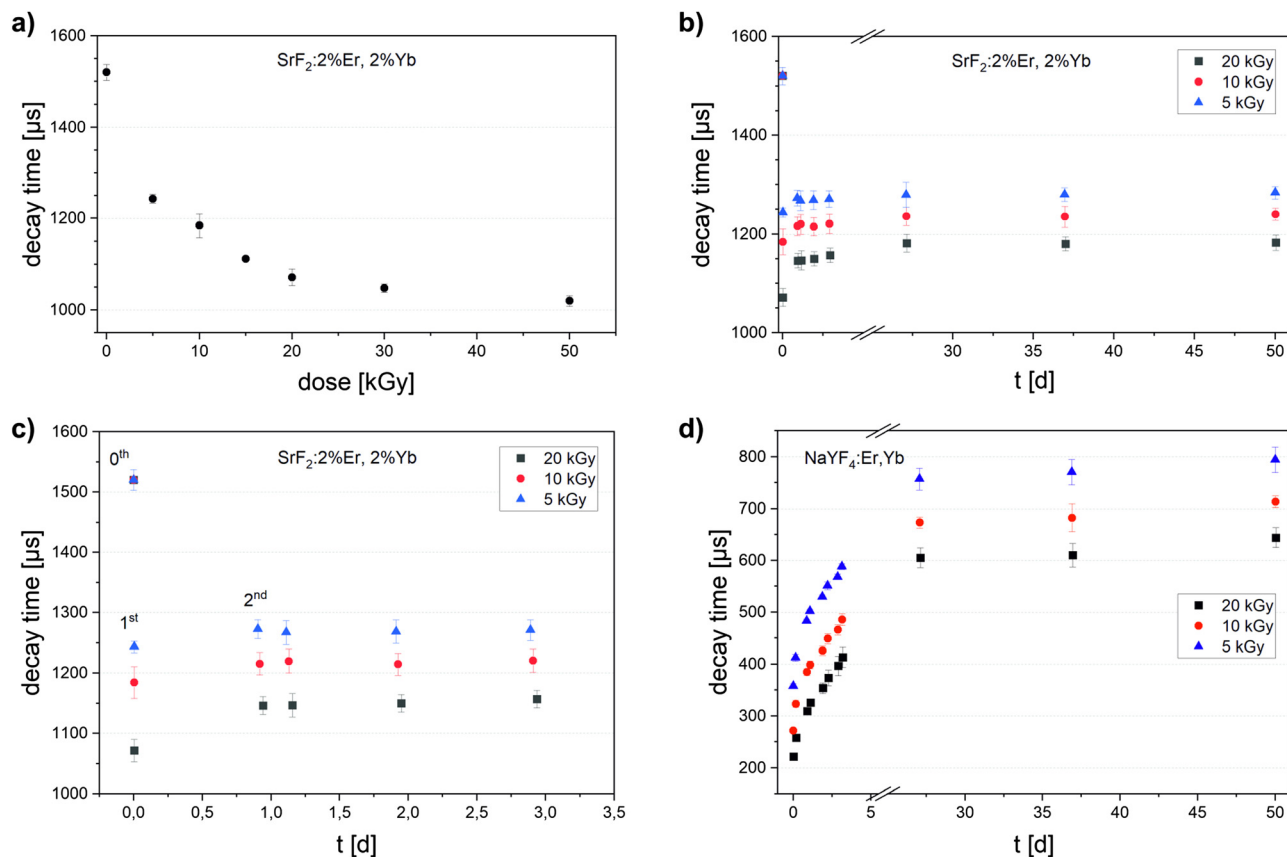 a)
1600
1400
1200
1000
decay time [µs]
SrF2:2%Er, 2%Yb
0 10 20 30 40 50
dose [kGy]
b)
1600
1400
1200
1000
decay time [µs]
SrF2:2%Er, 2%Yb
20 kGy
10 kGy
5 kGy
0 30 35 40 45 50
t [d]
c)
1600
1500
1400
1300
1200
1100
1000
decay time [µs]
0th
SrF2:2%Er, 2%Yb
20 kGy
10 kGy
5 kGy
1st
2nd
0,0 0,5 1,0 1,5 2,0 2,5 3,0 3,5
t [d]
d)
800
700
600
500
400
300
200
decay time [µs]
NaYF4:Er,Yb
20 kGy
10 kGy
5 kGy
0 5 25 30 35 40 45 50
t [d]